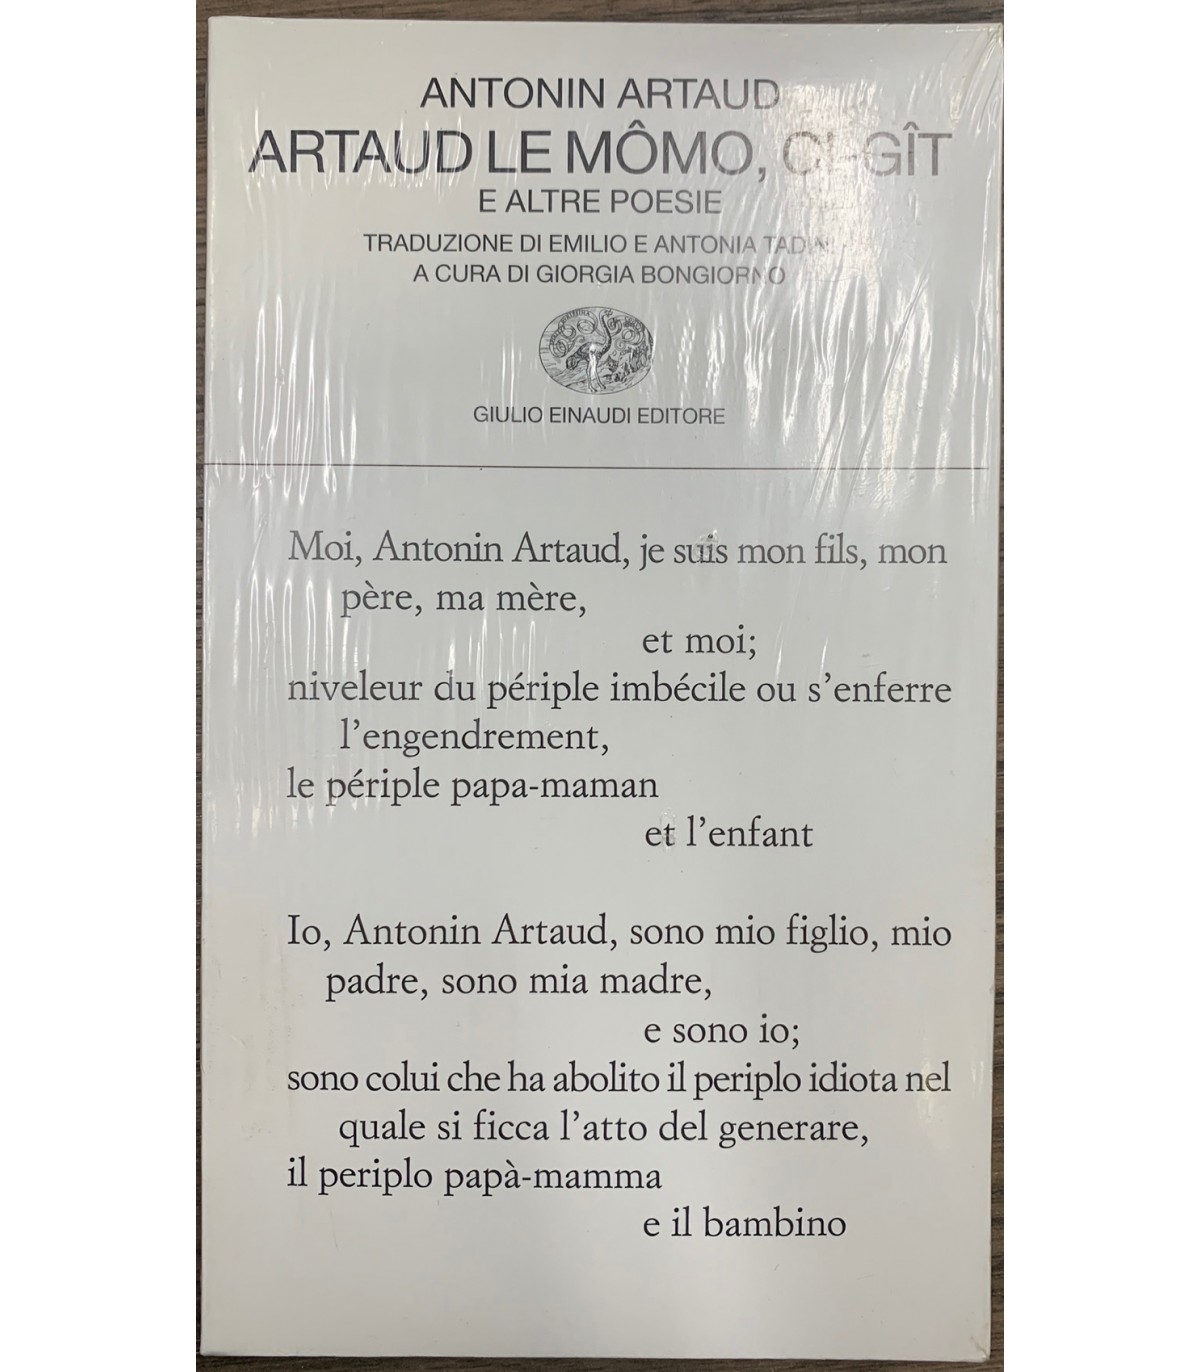 ANTONIN ARTAUD
ARTAUD LE MÔMO, CI-GÎT
E ALTRE POESIE
TRADUZIONE DI EMILIO E ANTONIA TADINI
A CURA DI GIORGIA BONGIORNO
GIULIO EINAUDI EDITORE
Moi, Antonin Artaud, je suis mon fils, mon
père, ma mère,
et moi;
niveleur du périple imbécile ou s’enferre
l’engendrement,
le périple papa-maman
et l’enfant
Io, Antonin Artaud, sono mio figlio, mio
padre, sono mia madre,
e sono io;
sono colui che ha abolito il periplo idiota nel
quale si ficca l’atto del generare,
il periplo papà-mamma
e il bambino